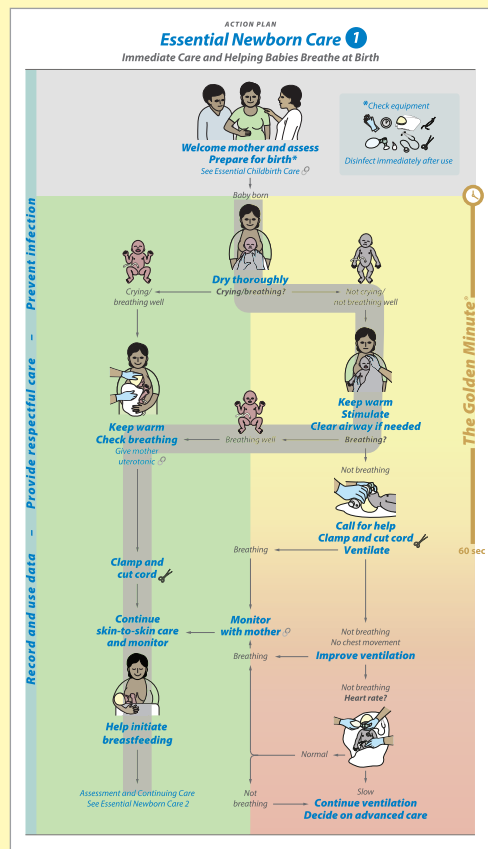 ACTION PLAN
Essential Newborn Care 1
Immediate Care and Helping Babies Breathe at Birth
*Check equipment
Disinfect immediately after use
Welcome mother and assess
Prepare for birth*
See Essential Childbirth Care
Baby born
Dry thoroughly
Crying/breathing?
Crying/
breathing well
Not crying/
not breathing well
Keep warm
Check breathing
Give mother
uterotonic
Breathing well
Keep warm
Stimulate
Clear airway if needed
Breathing?
Not breathing
Call for help
Clamp and cut cord
Ventilate
Breathing
Clamp and
cut cord
Continue
skin-to-skin care
and monitor
Monitor
with mother
Not breathing
No chest movement
Breathing
Improve ventilation
Not breathing
Heart rate?
Help initiate
breastfeeding
Normal
Assessment and Continuing Care
See Essential Newborn Care 2
Not
breathing
Slow
Continue ventilation
Decide on advanced care
Prevent infection
–
Provide respectful care
–
Record and use data
The Golden Minute®
60 sec